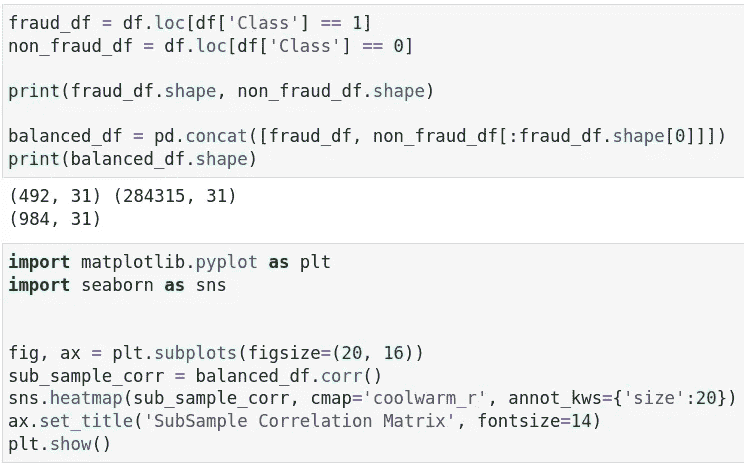 fraud_df = df.loc[df['Class'] == 1]
non_fraud_df = df.loc[df['Class'] == 0]
print(fraud_df.shape, non_fraud_df.shape)
balanced_df = pd.concat([fraud_df, non_fraud_df[:fraud_df.shape[0]]])
print(balanced_df.shape)
(492, 31) (284315, 31)
(984, 31)
import matplotlib.pyplot as plt
import seaborn as sns
fig, ax = plt.subplots(figsize=(20, 16))
sub_sample_corr = balanced_df.corr()
sns.heatmap(sub_sample_corr, cmap='coolwarm_r', annot_kws={'size':20})
ax.set_title('SubSample Correlation Matrix', fontsize=14)
plt.show()